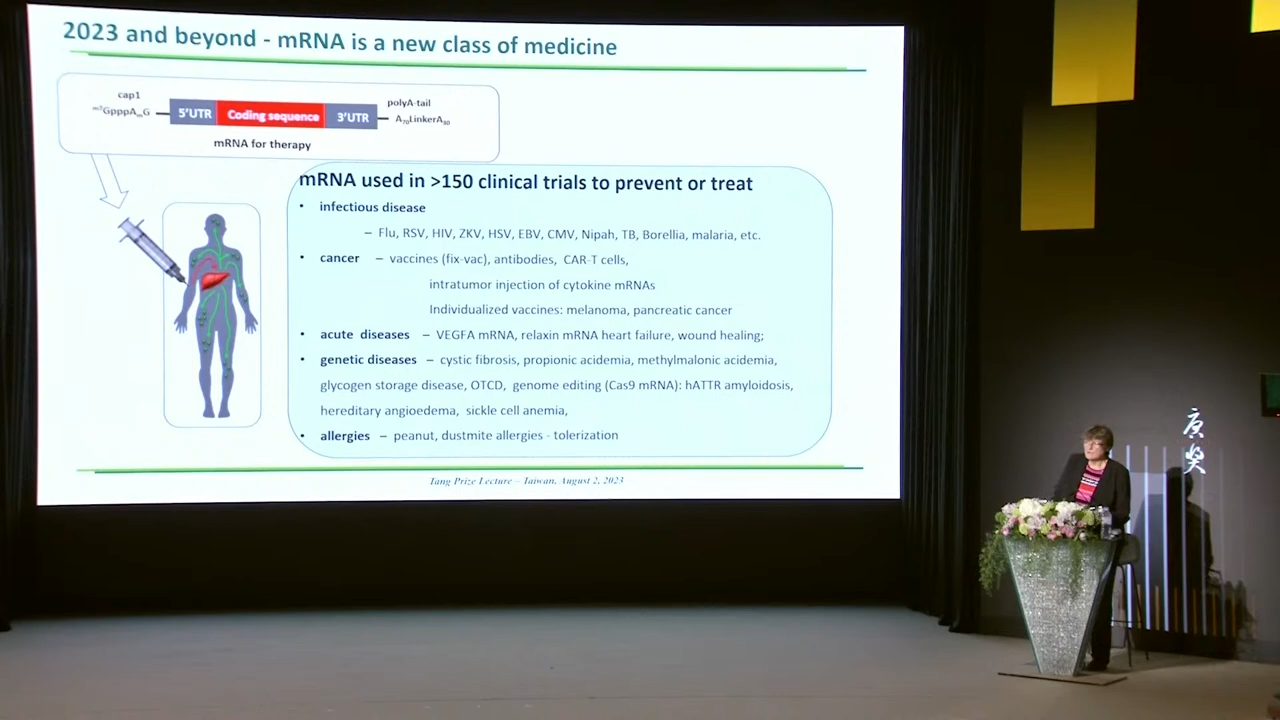 2023 and beyond - mRNA is a new class of medicine
cap1
m7GpppAmG
5'UTR
Coding sequence
3'UTR
polyA-tail
A70LinkerA30
mRNA for therapy
mRNA used in >150 clinical trials to prevent or treat
• infectious disease
– Flu, RSV, HIV, ZKV, HSV, EBV, CMV, Nipah, TB, Borellia, malaria, etc.
• cancer – vaccines (fix-vac), antibodies, CAR-T cells,
intratumor injection of cytokine mRNAs
Individualized vaccines: melanoma, pancreatic cancer
• acute diseases – VEGFA mRNA, relaxin mRNA heart failure, wound healing;
• genetic diseases – cystic fibrosis, propionic acidemia, methylmalonic acidemia,
glycogen storage disease, OTCD, genome editing (Cas9 mRNA): hATTR amyloidosis,
hereditary angioedema, sickle cell anemia,
• allergies – peanut, dustmite allergies - tolerization
Tang Prize Lecture – Taiwan, August 2, 2023
唐獎